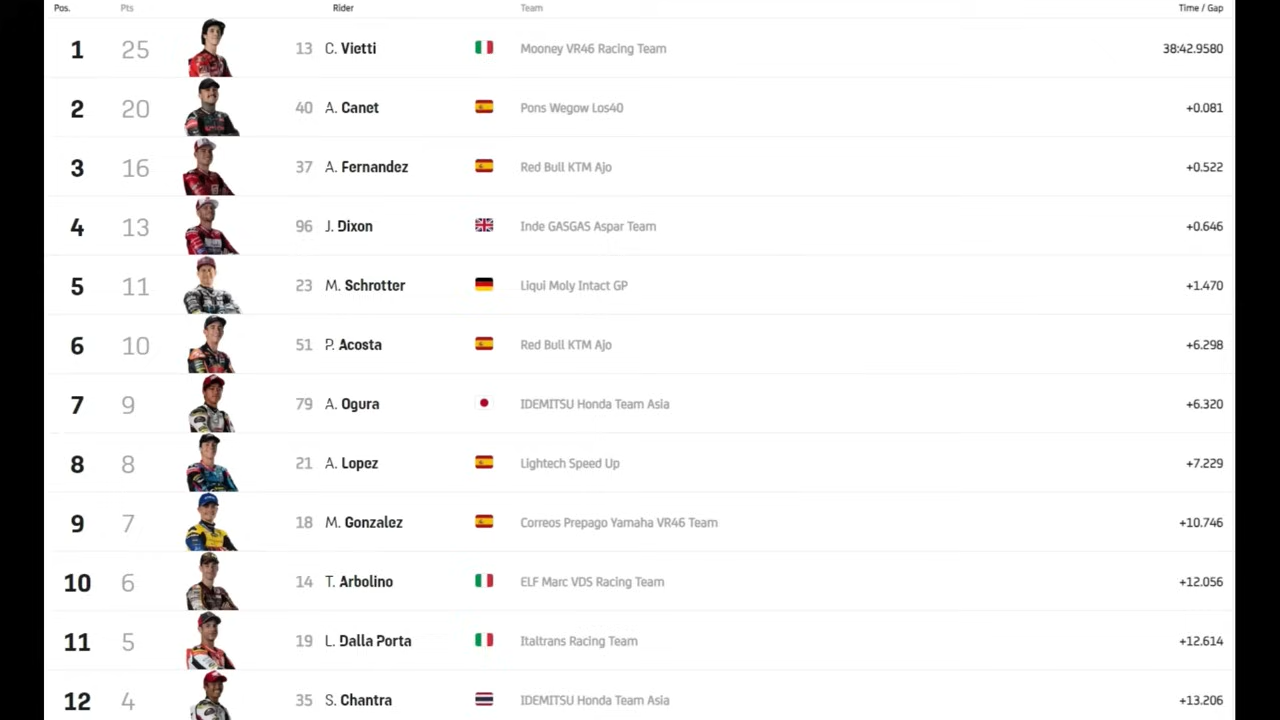 Pos. Pts Rider Team Time / Gap
1 25 13 C. Vietti Mooney VR46 Racing Team 38:42.9580
2 20 40 A. Canet Pons Wegow Los40 +0.081
3 16 37 A. Fernandez Red Bull KTM Ajo +0.522
4 13 96 J. Dixon Inde GASGAS Aspar Team +0.646
5 11 23 M. Schrotter Liqui Moly Intact GP +1.470
6 10 51 P. Acosta Red Bull KTM Ajo +6.298
7 9 79 A. Ogura IDEMITSU Honda Team Asia +6.320
8 8 21 A. Lopez Lightech Speed Up +7.229
9 7 18 M. Gonzalez Correos Prepago Yamaha VR46 Team +10.746
10 6 14 T. Arbolino ELF Marc VDS Racing Team +12.056
11 5 19 L. Dalla Porta Italtrans Racing Team +12.614
12 4 35 S. Chantra IDEMITSU Honda Team Asia +13.206